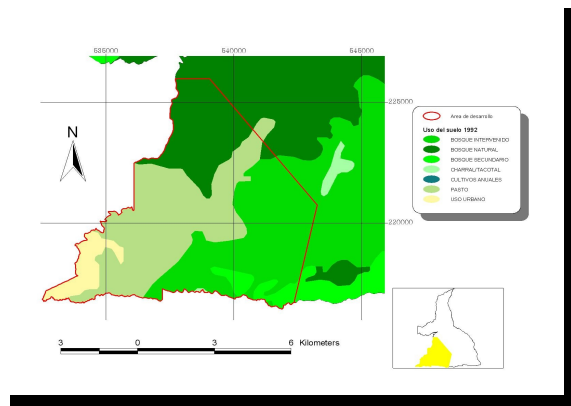 535000 540000 545000
225000
220000
N
Area de desarrollo
Uso del suelo 1992
BOSQUE INTERVENIDO
BOSQUE NATURAL
BOSQUE SECUNDARIO
CHARRAL/TACOTAL
CULTIVOS ANUALES
PASTO
USO URBANO
3 0 3 6 Kilometers